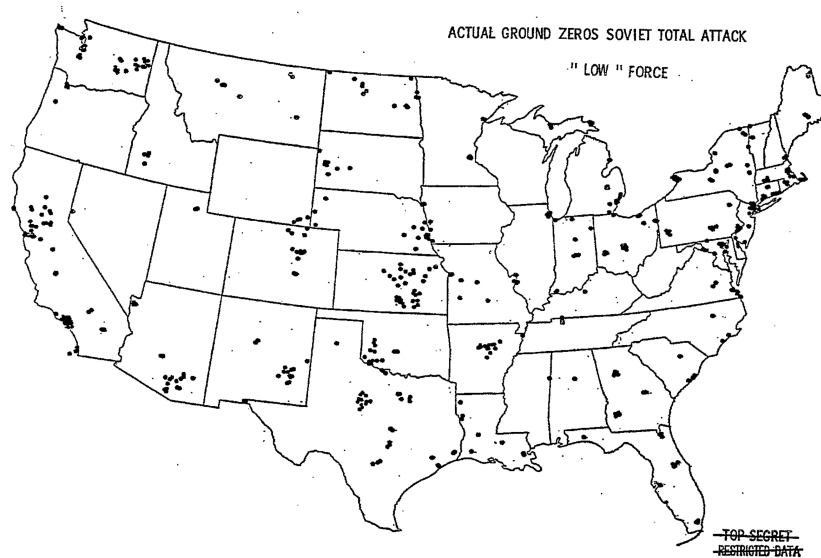 ACTUAL GROUND ZEROS SOVIET TOTAL ATTACK
" LOW " FORCE
TOP SECRET
RESTRICTED DATA